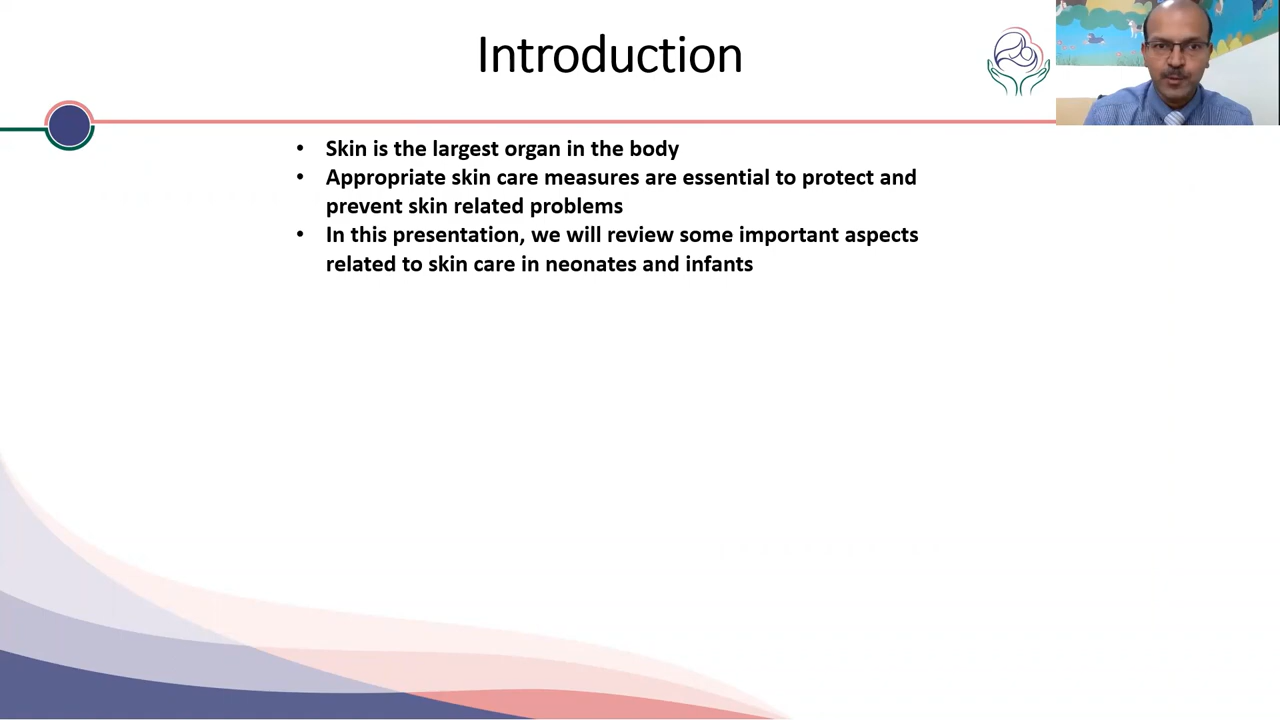 Introduction
• Skin is the largest organ in the body
• Appropriate skin care measures are essential to protect and
prevent skin related problems
• In this presentation, we will review some important aspects
related to skin care in neonates and infants